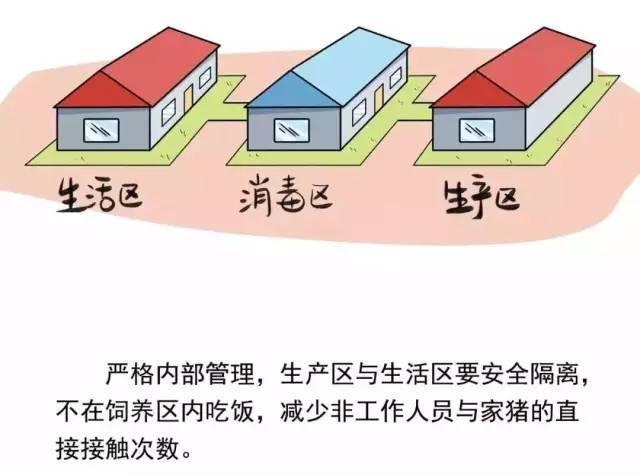 生活区 消毒区 生产区
严格内部管理，生产区与生活区要安全隔离，
不在饲养区内吃饭，减少非工作人员与家猪的直
接接触次数。